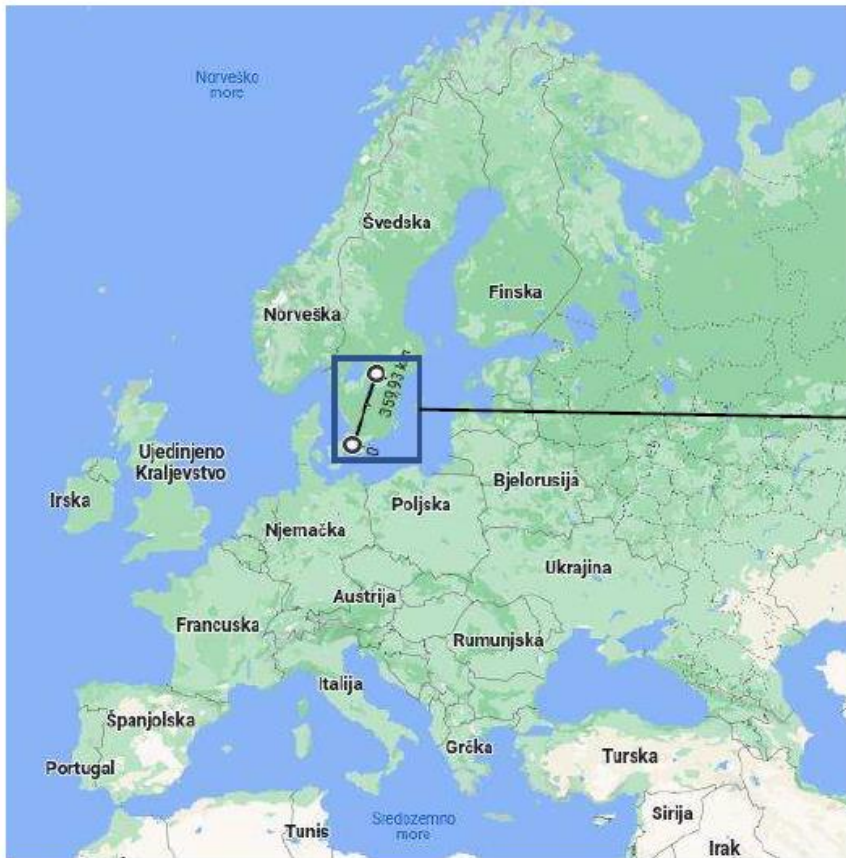 Norveško
more
Švedska
Finska
Norveška
359,93 km
0
Ujedinjeno
Kraljevstvo
Irska
Bjelorusija
Poljska
Njemačka
Ukrajina
Austrija
Francuska
Rumunjska
Italija
Španjolska
Grčka
Turska
Portugal
Sredozemno
more
Tunis
Sirija
Irak